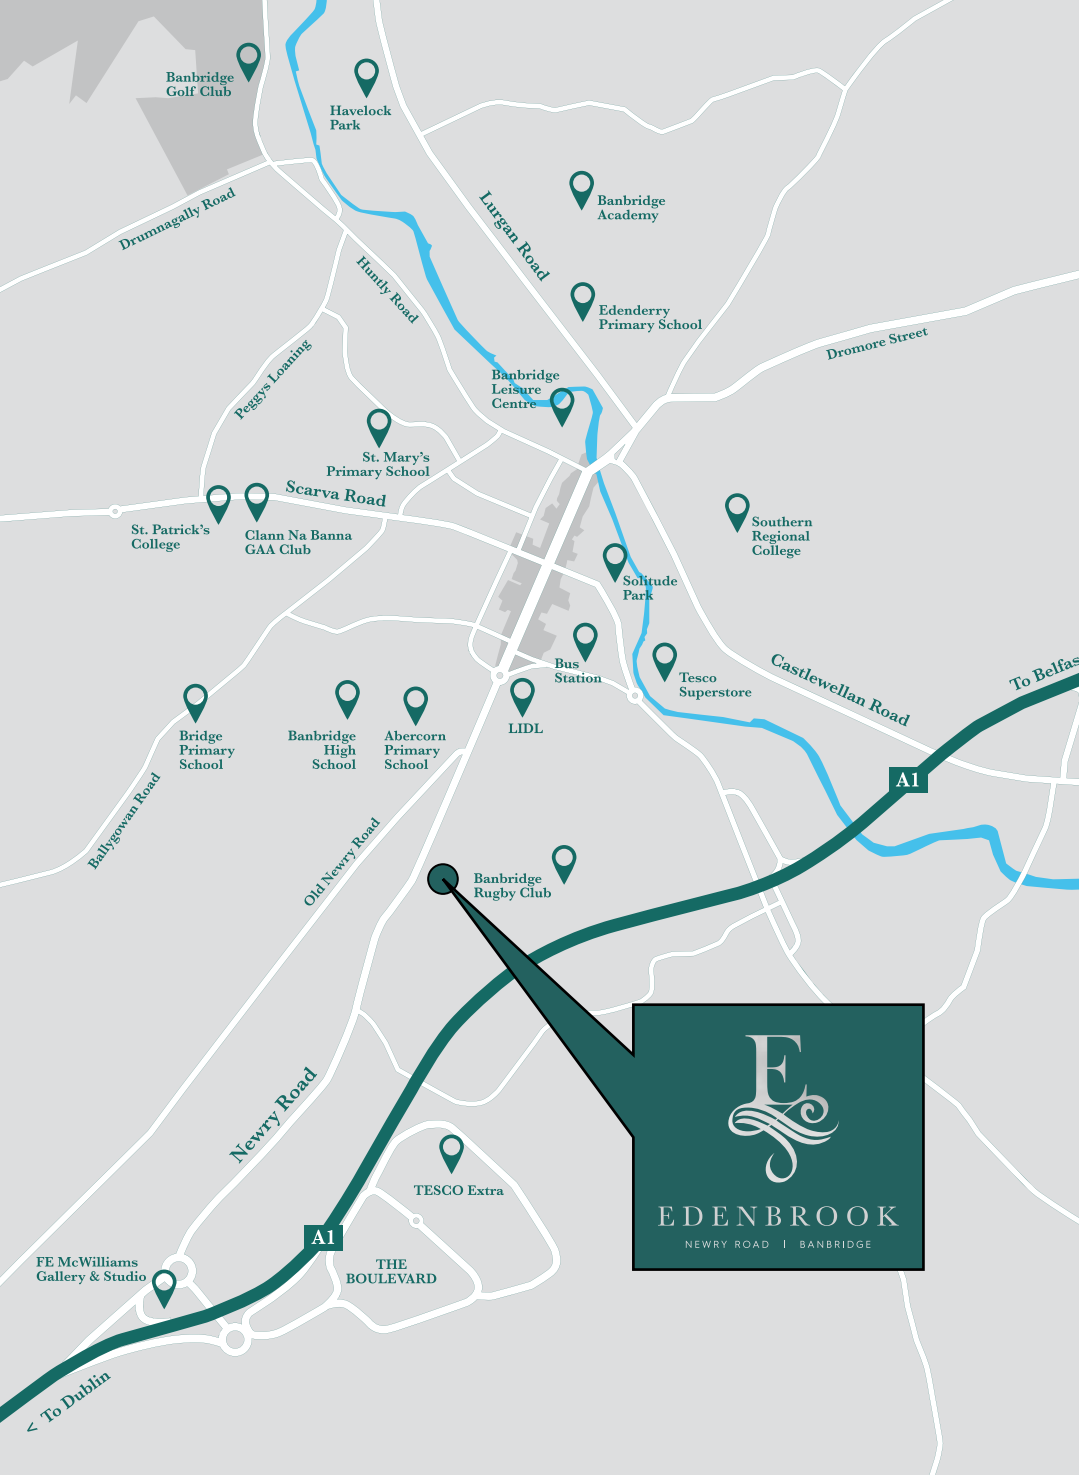 Banbridge
Golf Club
Havelock
Park
Drumnagally Road
Lurgan Road
Banbridge
Academy
Huntly Road
Edenderry
Primary School
Dromore Street
Peggys Loaning
Banbridge
Leisure
Centre
St. Mary's
Primary School
Scarva Road
St. Patrick's
College
Clann Na Banna
GAA Club
Southern
Regional
College
Solitude
Park
Bus
Station
Tesco
Superstore
Castlewellan Road
To Belfas
Bridge
Primary
School
Banbridge
High
School
Abercorn
Primary
School
LIDL
A1
Ballygowan Road
Old Newry Road
Banbridge
Rugby Club
Newry Road
E
EDENBROOK
NEWRY ROAD | BANBRIDGE
TESCO Extra
A1
THE
BOULEVARD
FE McWilliams
Gallery & Studio
< To Dublin